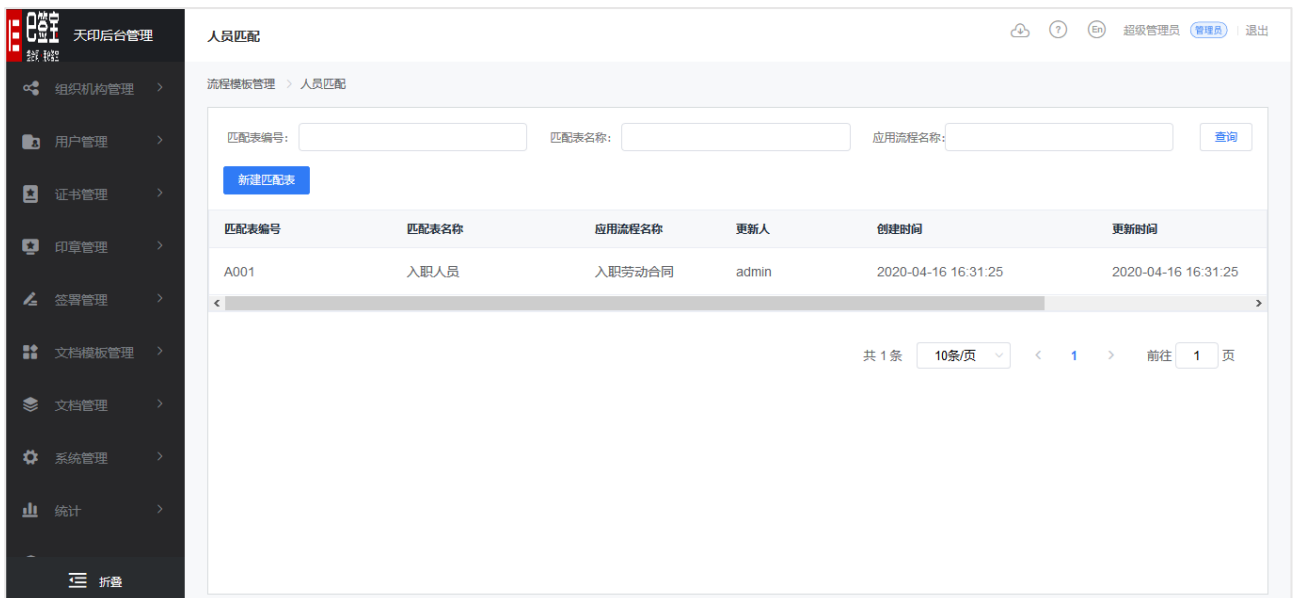 天印后台管理
人员匹配
En 超级管理员 管理员 退出
组织机构管理
用户管理
证书管理
印章管理
签署管理
文档模板管理
文档管理
系统管理
统计
折叠
流程模板管理 > 人员匹配
匹配表编号: 匹配表名称: 应用流程名称: 查询
新建匹配表
匹配表编号 匹配表名称 应用流程名称 更新人 创建时间 更新时间
A001 入职人员 入职劳动合同 admin 2020-04-16 16:31:25 2020-04-16 16:31:25
共 1 条 10条/页 < 1 > 前往 1 页